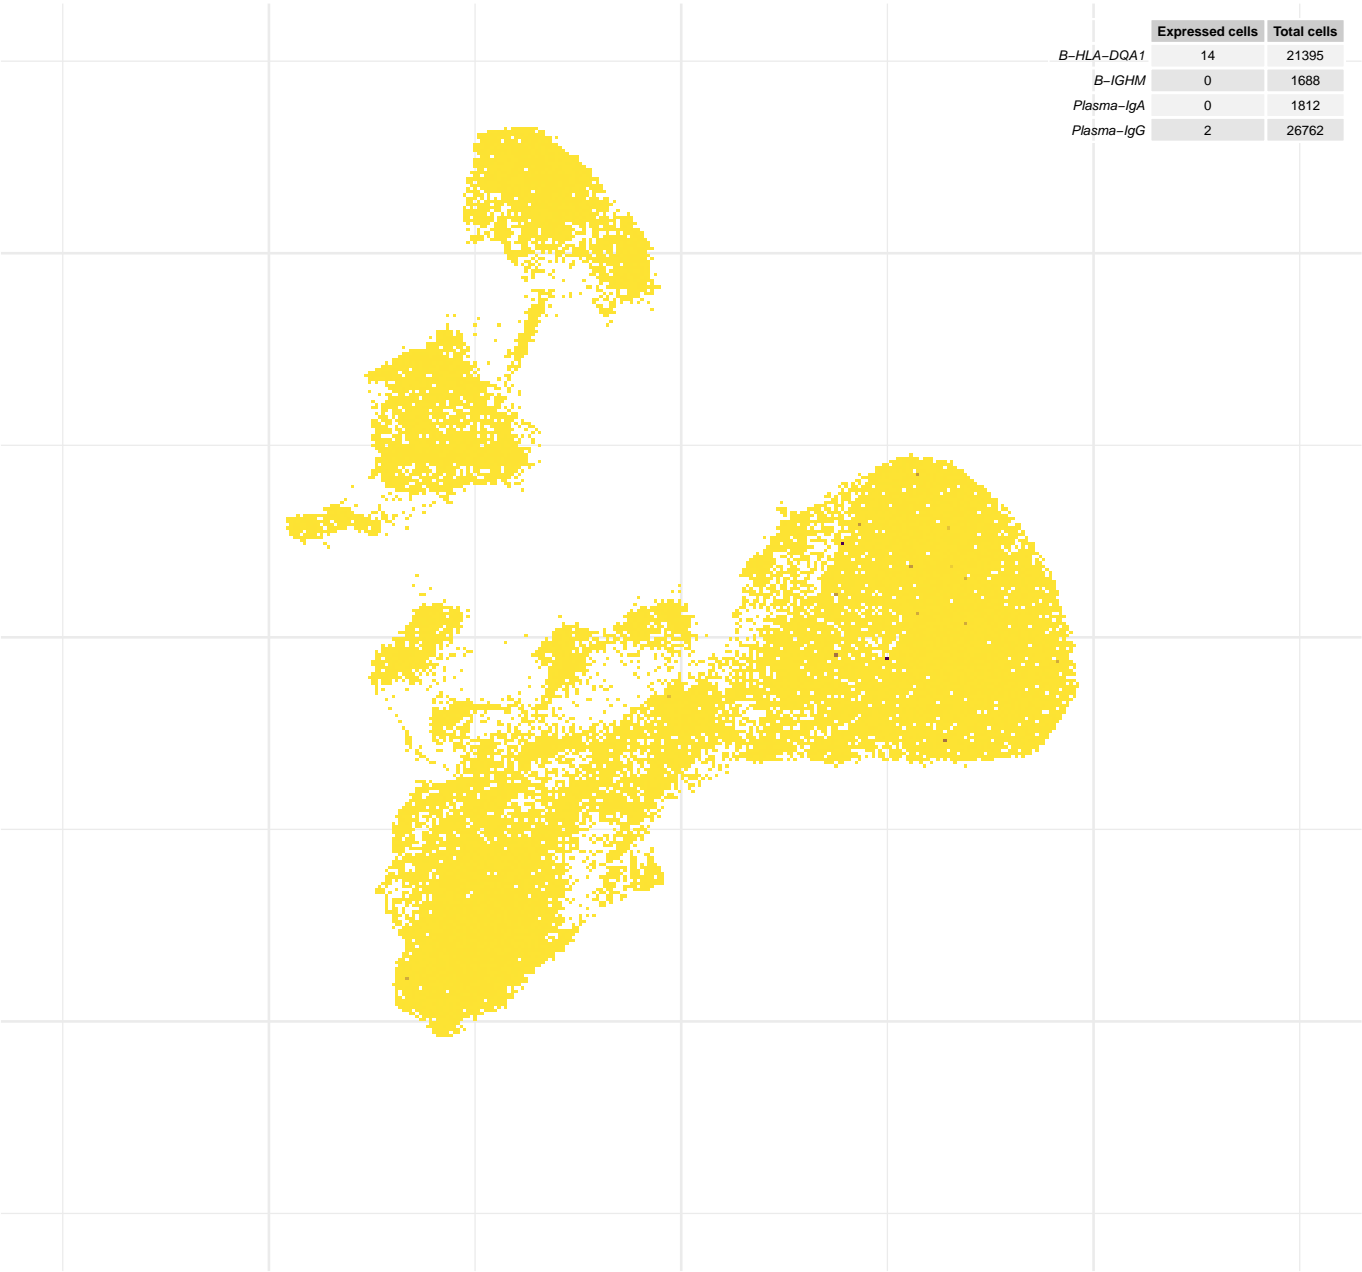 Expressed cells Total cells
B−HLA−DQA1 14 21395
B−IGHM 0 1688
Plasma−IgA 0 1812
Plasma−IgG 2 26762